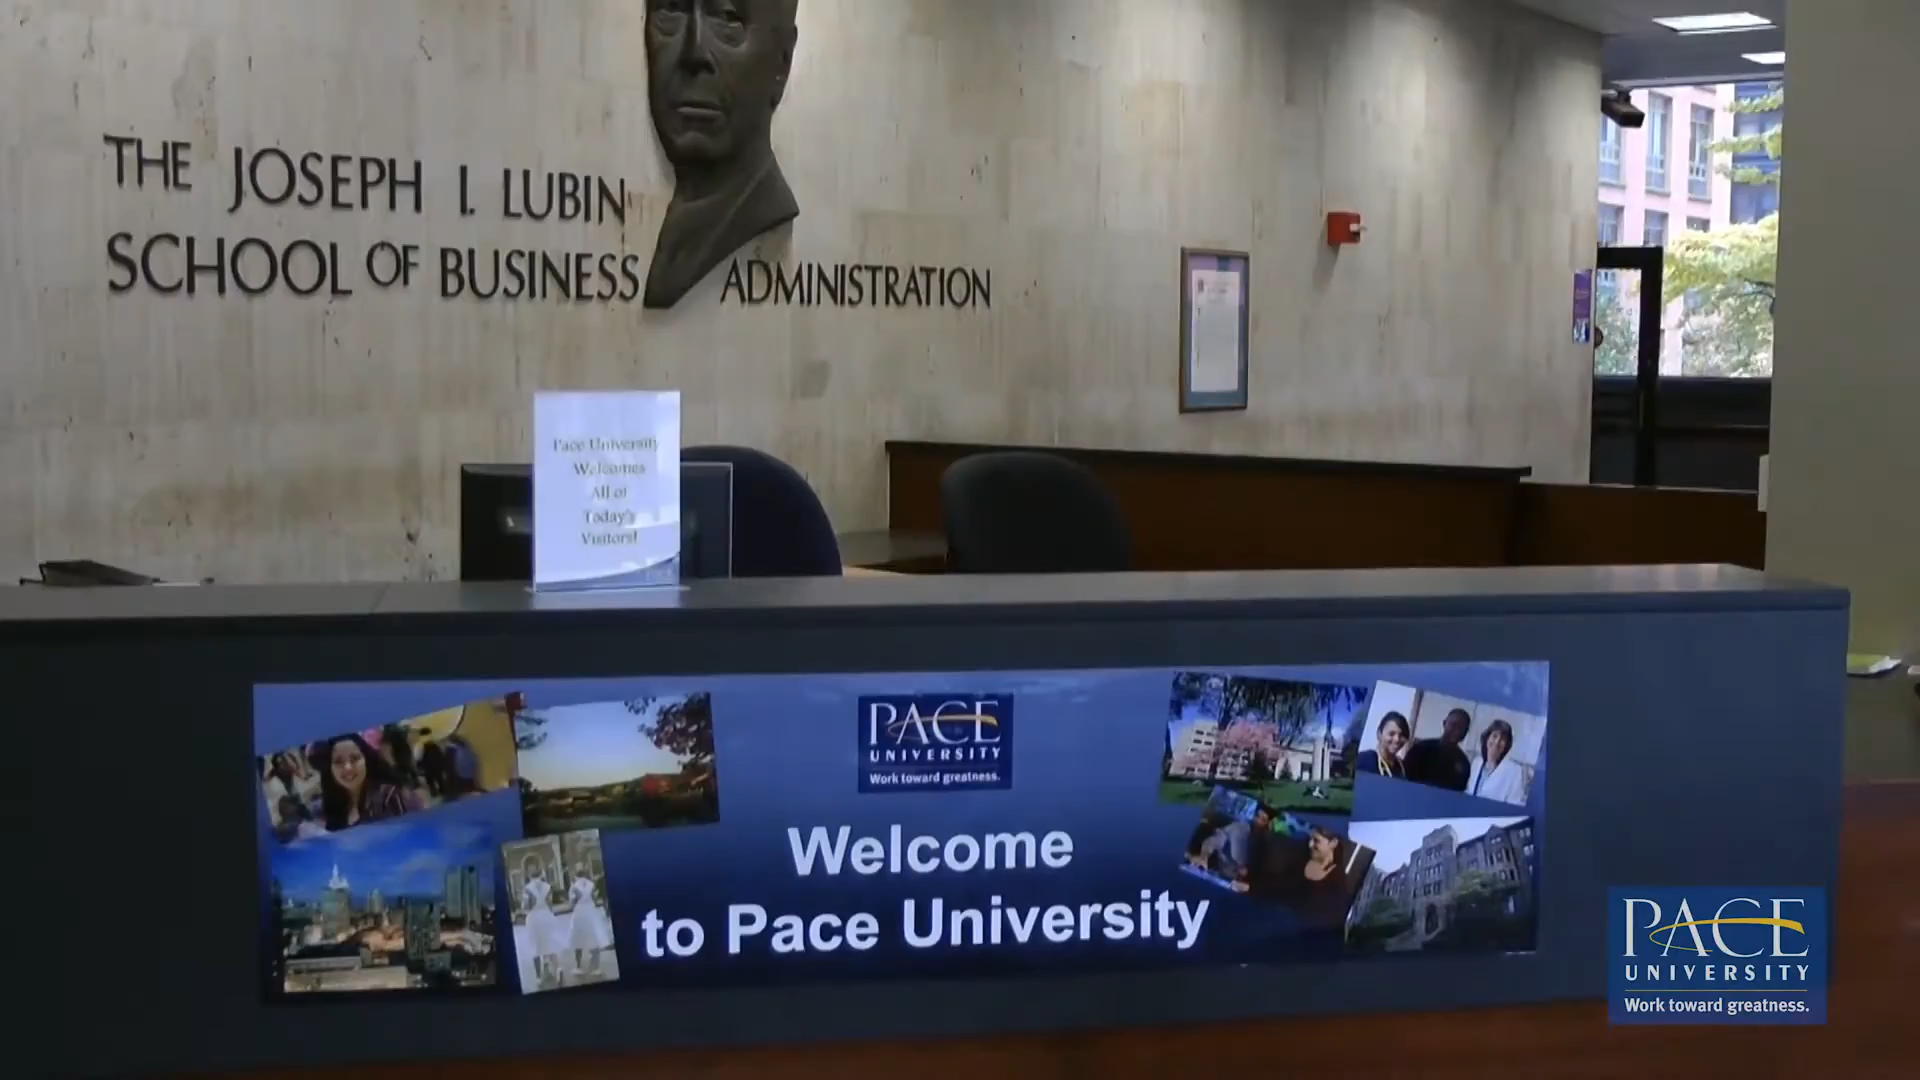 THE JOSEPH I. LUBIN
SCHOOL OF BUSINESS ADMINISTRATION
Pace University
Welcomes
All of
Today's
Visitors!
PACE
UNIVERSITY
Work toward greatness.
Welcome
to Pace University
PACE
UNIVERSITY
Work toward greatness.